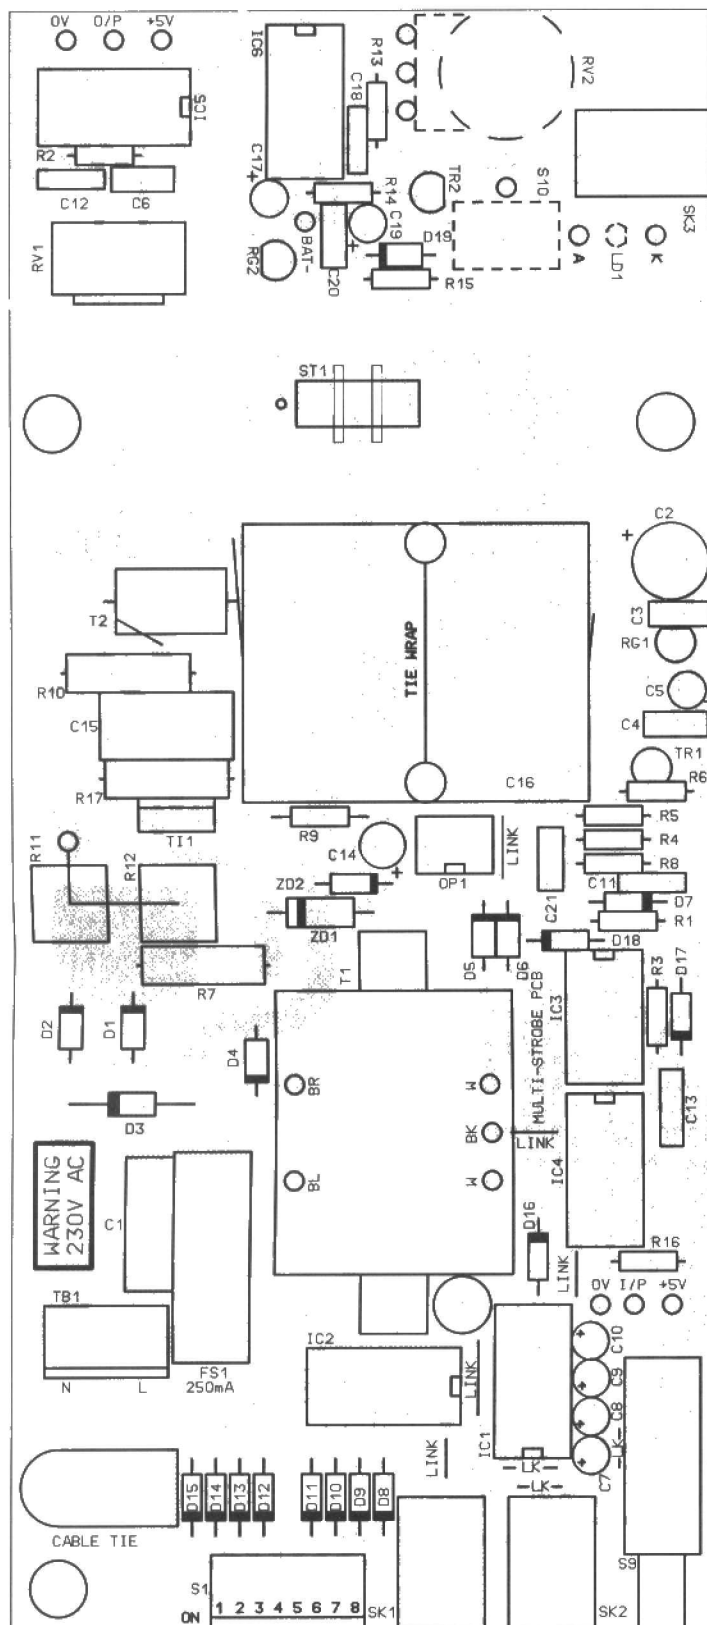 0V O/P +5V
IC5
R2
C12 C6
RV1
IC6
R13
C18
C17
+
R14
C19
+
BAT-
RG2
C20
TR2
D19
R15
RV2
S10
SK3
A
LD1
K
ST1
C2
+
C3
RG1
C5
C4
TR1
R6
T2
R10
C15
R17
TI1
TIE WRAP
C16
R9
C14
+
OP1
LINK
C21
R5
R4
R8
C11
D7
R1
R11
R12
ZD2
ZD1
D5
D6
D18
D17
R3
R7
T1
IC3
MULTI-STROBE PCB
D2
D1
D4
D3
BR
W
BK
LINK
BL
W
IC4
C13
WARNING
230V AC
C1
D16
LINK
R16
0V I/P +5V
TB1
N L
FS1
250mA
IC2
LINK
LINK
IC1
C10
C9
C8
C7
+
+
+
+
-LK-
-LK-
-LK-
CABLE TIE
D15 D14 D13 D12 D11 D10 D9 D8
S9
S1
1 2 3 4 5 6 7 8
ON
SK1
SK2